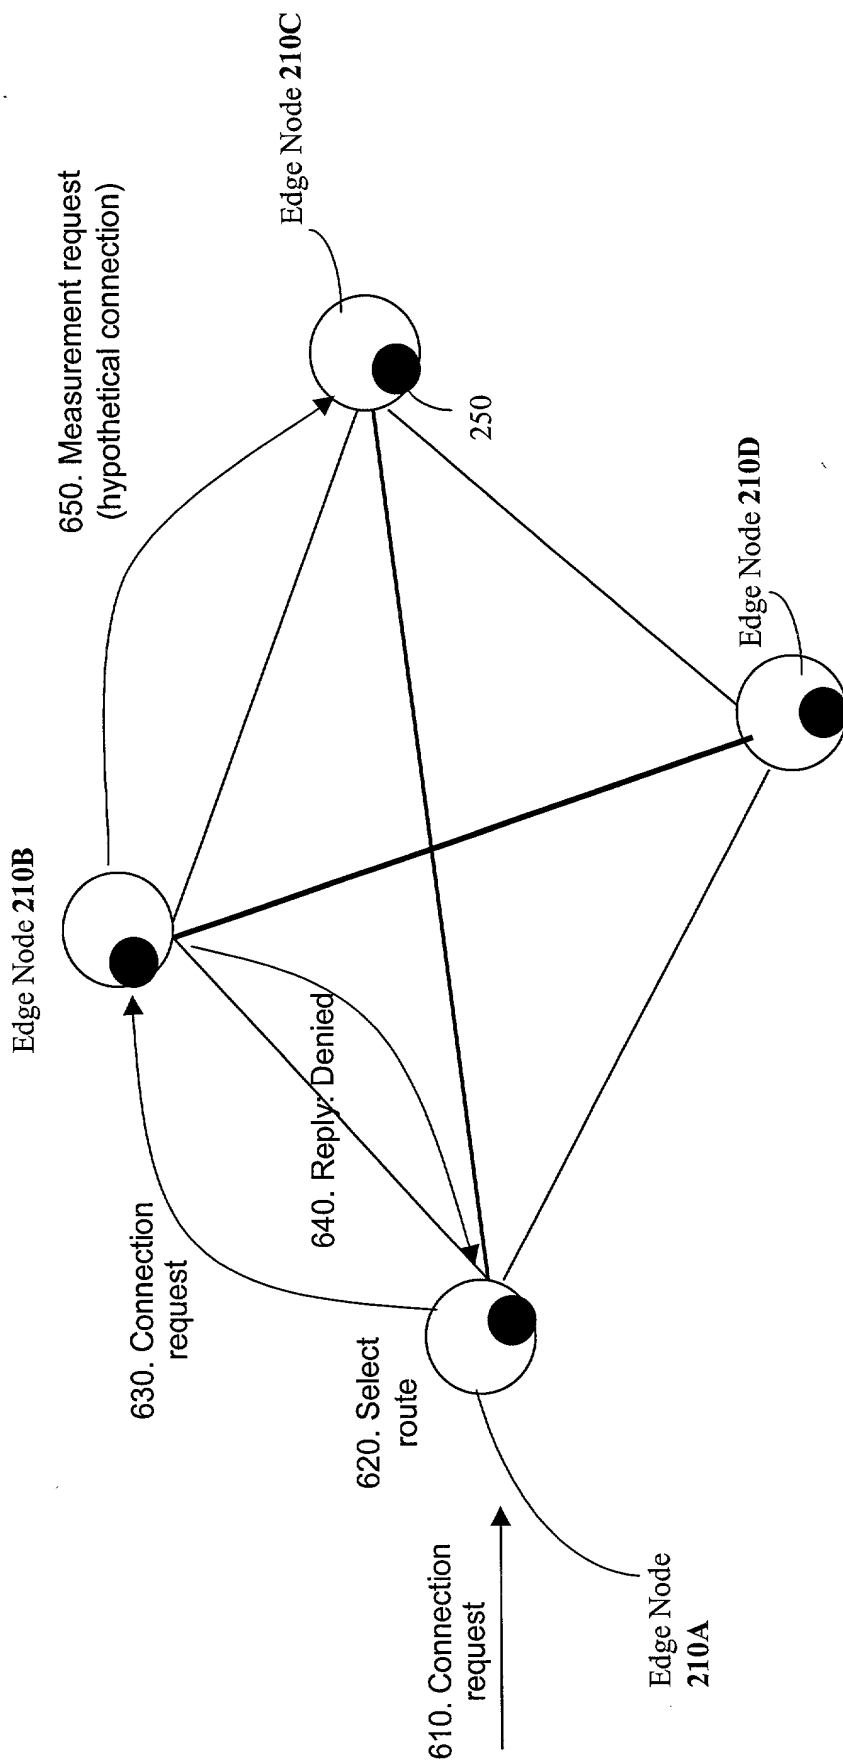 610. Connection
request
Edge Node
210A
620. Select
route
630. Connection
request
640. Reply: Denied
Edge Node 210B
650. Measurement request
(hypothetical connection)
Edge Node 210C
250
Edge Node 210D